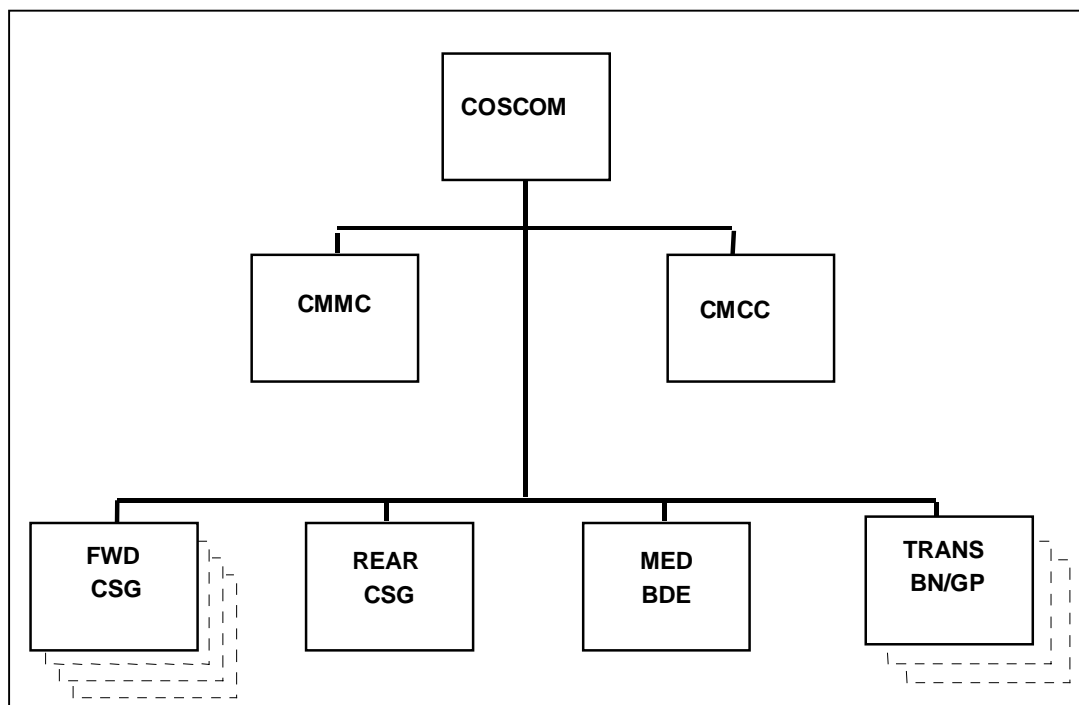 COSCOM
CMMC
CMCC
FWD
CSG
REAR
CSG
MED
BDE
TRANS
BN/GP